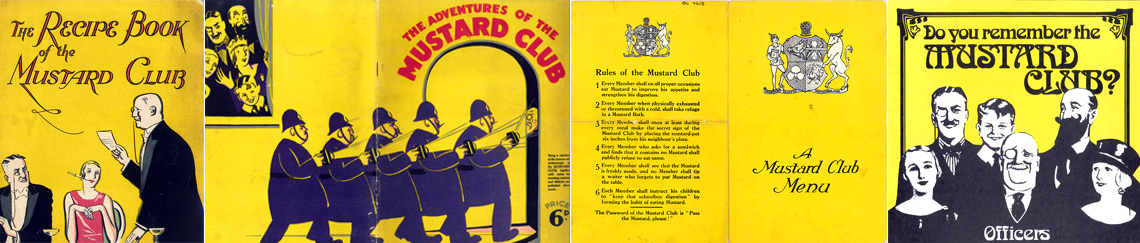 The Recipe Book
of the
Mustard Club
THE ADVENTURES OF THE
MUSTARD CLUB
PRICE
6D
Rules of the Mustard Club
1 Every Member shall on all proper occasions
eat Mustard to improve his appetite and
strengthen his digestion.
2 Every Member when physically exhausted
or threatened with a cold, shall take refuge
in a Mustard Bath.
3 Every Member shall once at least during
every meal make the secret sign of the
Mustard Club by placing the mustard-pot
six inches from his neighbour's plate.
4 Every Member who asks for a sandwich
and finds that it contains no Mustard shall
publicly refuse to eat same.
5 Every Member shall see that the Mustard
is freshly made, and no Member shall tip
a waiter who forgets to put Mustard on
the table.
6 Each Member shall instruct his children
to "keep that schoolboy digestion" by
forming the habit of eating Mustard.
The Password of the Mustard Club is "Pass
the Mustard, please!"
A
Mustard Club
Menu
Do you remember the
MUSTARD
CLUB?
Officers